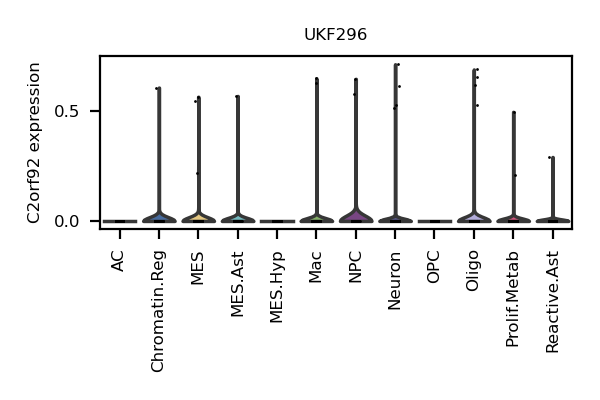 UKF296
C2orf92 expression
0.5
0.0
AC
Chromatin.Reg
MES
MES.Ast
MES.Hyp
Mac
NPC
Neuron
OPC
Oligo
Prolif.Metab
Reactive.Ast